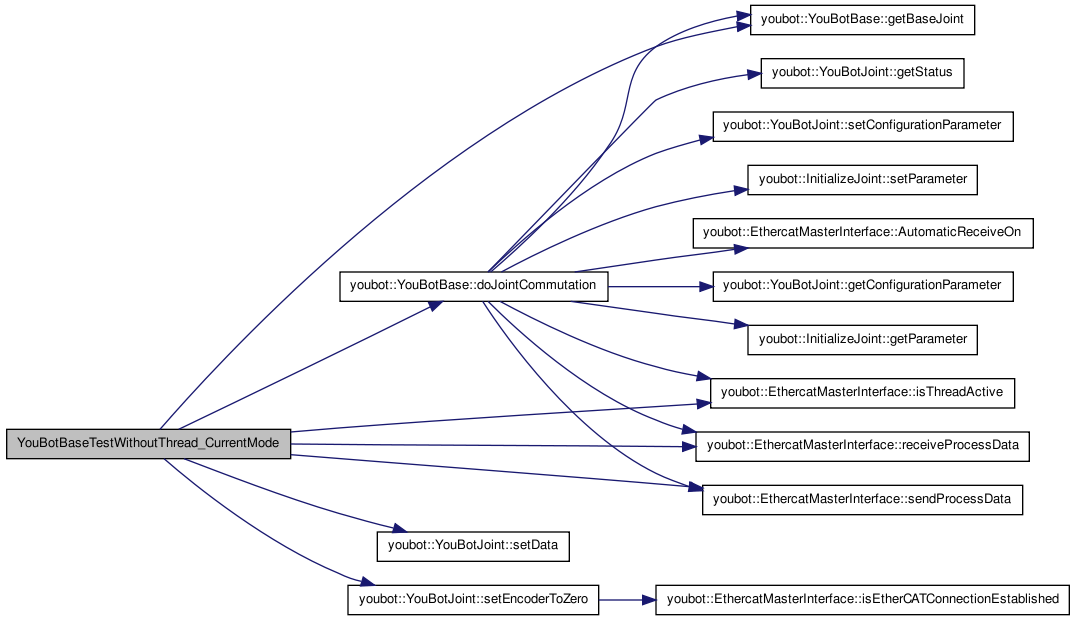 youbot::YouBotBase::getBaseJoint
youbot::YouBotJoint::getStatus
youbot::YouBotJoint::setConfigurationParameter
youbot::InitializeJoint::setParameter
youbot::EthercatMasterInterface::AutomaticReceiveOn
youbot::YouBotBase::doJointCommutation
youbot::YouBotJoint::getConfigurationParameter
youbot::InitializeJoint::getParameter
youbot::EthercatMasterInterface::isThreadActive
YouBotBaseTestWithoutThread_CurrentMode
youbot::EthercatMasterInterface::receiveProcessData
youbot::EthercatMasterInterface::sendProcessData
youbot::YouBotJoint::setData
youbot::YouBotJoint::setEncoderToZero
youbot::EthercatMasterInterface::isEtherCATConnectionEstablished